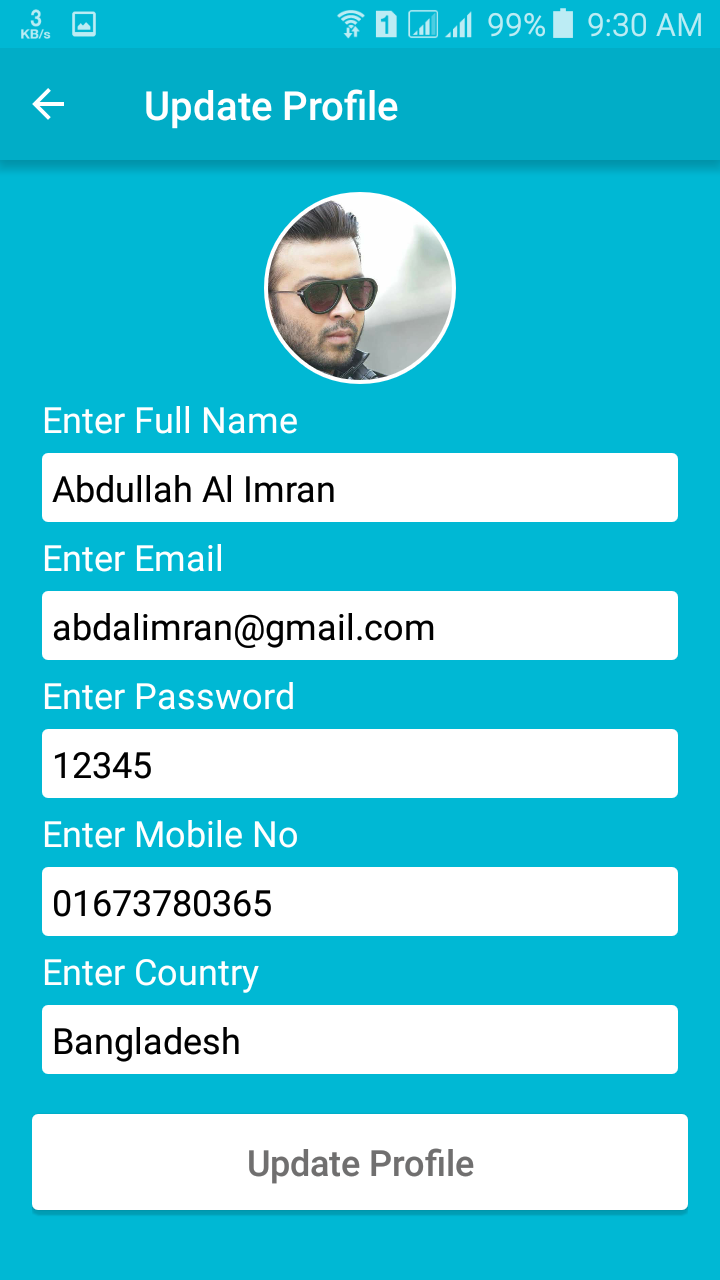 3
KB/s
1
99%
9:30 AM
Update Profile
Enter Full Name
Abdullah Al Imran
Enter Email
abdalimran@gmail.com
Enter Password
12345
Enter Mobile No
01673780365
Enter Country
Bangladesh
Update Profile